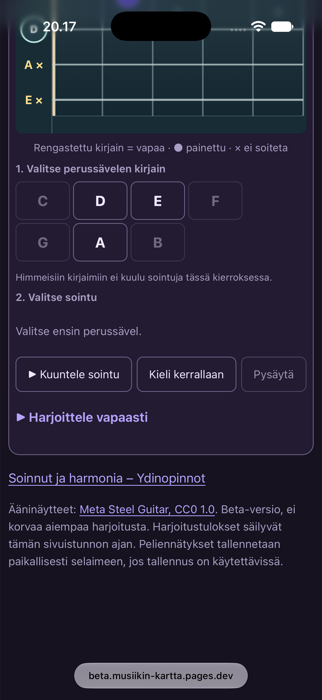 D
20.17
A ×
E ×
Rengastettu kirjain = vapaa · ● painettu · × ei soiteta
1. Valitse perussävelen kirjain
C D E F
G A B
Himmeisiin kirjaimiin ei kuulu sointuja tässä kierroksessa.
2. Valitse sointu
Valitse ensin perussävel.
▶ Kuuntele sointu Kieli kerrallaan Pysäytä
▶ Harjoittele vapaasti
Soinnut ja harmonia – Ydinopinnot
Ääninäytteet: Meta Steel Guitar, CC0 1.0. Beta-versio, ei
korvaa aiempaa harjoitusta. Harjoitustulokset säilyvät
tämän sivuistunnon ajan. Peliennätykset tallennetaan
paikallisesti selaimeen, jos tallennus on käytettävissä.
beta.musiikin-kartta.pages.dev